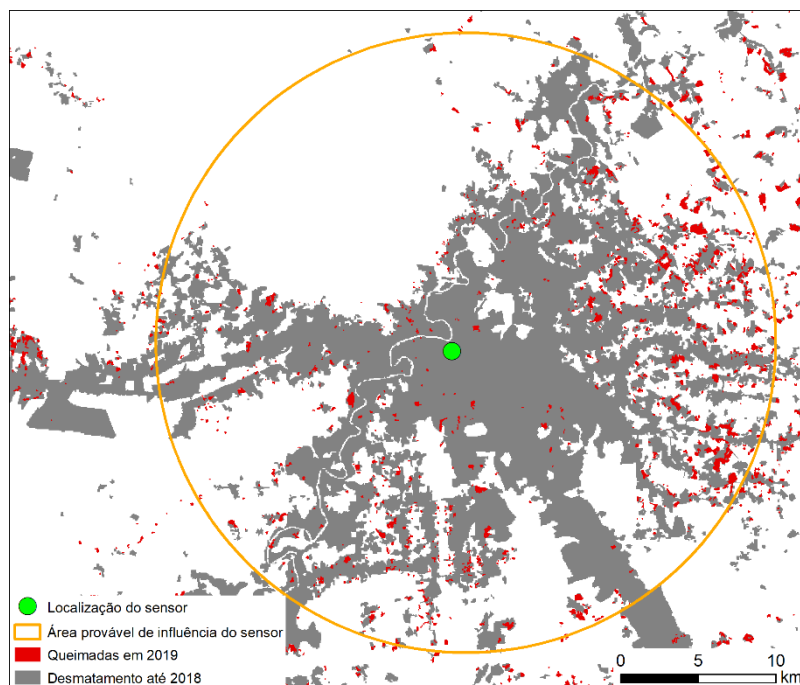 Localização do sensor
Área provável de influência do sensor
Queimadas em 2019
Desmatamento até 2018
0 5 10
km